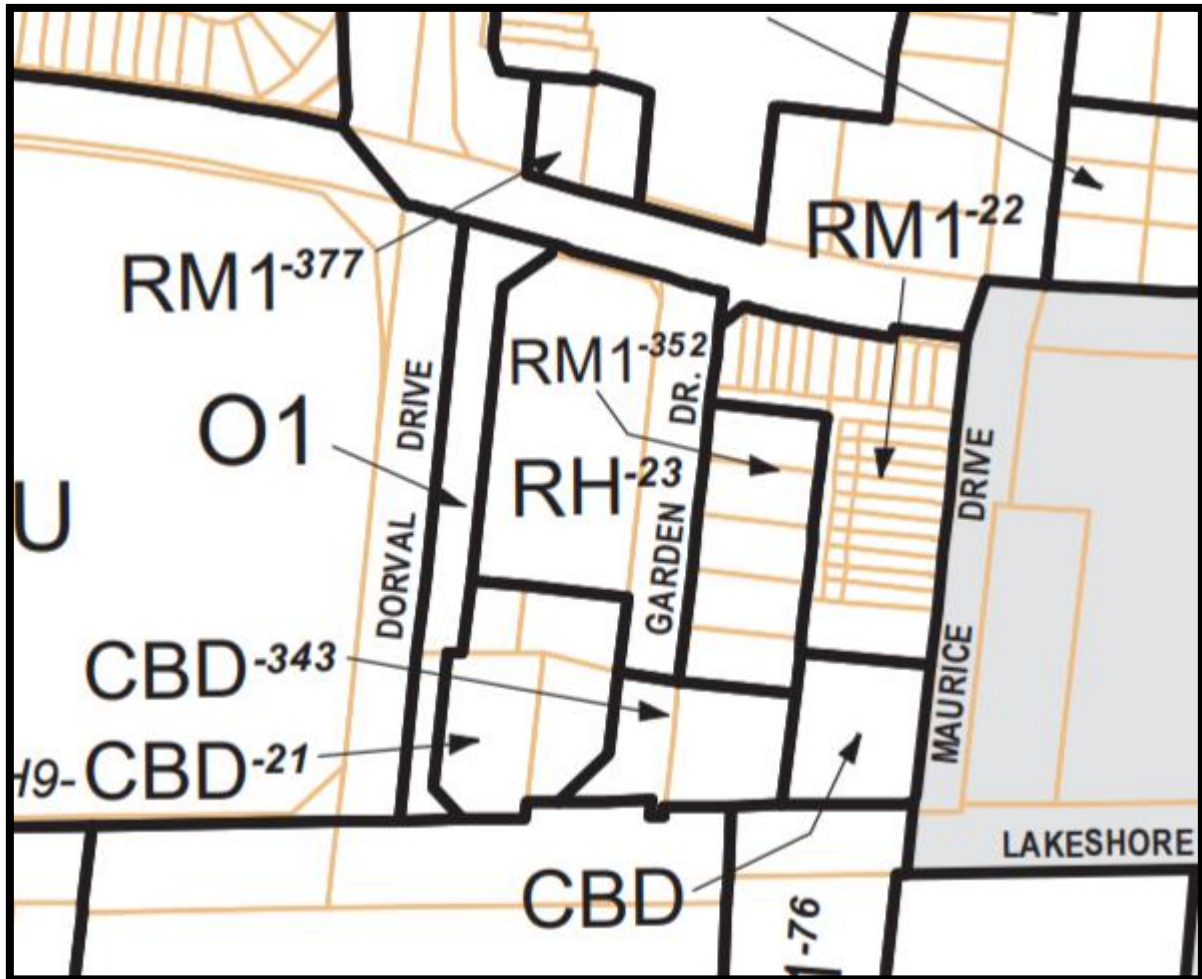 RM1-22
RM1-377
RM1-352
DRIVE
DR.
O1
RH-23
DRIVE
U
GARDEN
DORVAL
CBD-343
MAURICE
H9-CBD-21
LAKESHORE
CBD
-76